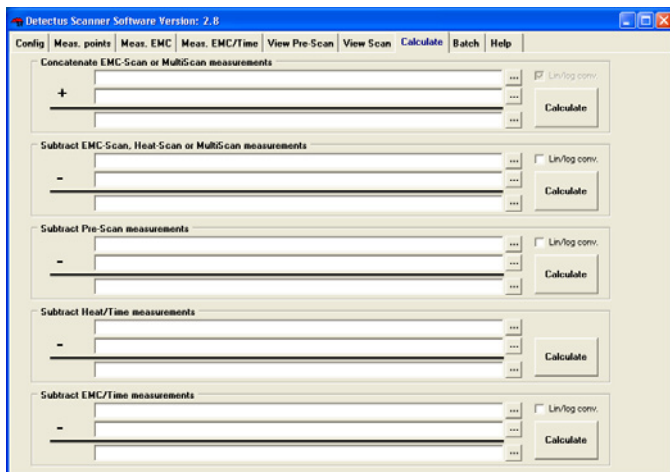 Detectus Scanner Software Version: 2.8
Config Meas. points Meas. EMC Meas. EMC/Time View Pre-Scan View Scan Calculate Batch Help
Concatenate EMC-Scan or MultiScan measurements
... Lin/log conv.
+ ...
... Calculate
Subtract EMC-Scan, Heat-Scan or MultiScan measurements
... Lin/log conv.
- ...
... Calculate
Subtract Pre-Scan measurements
... Lin/log conv.
- ...
... Calculate
Subtract Heat/Time measurements
...
- ...
... Calculate
Subtract EMC/Time measurements
... Lin/log conv.
- ...
... Calculate